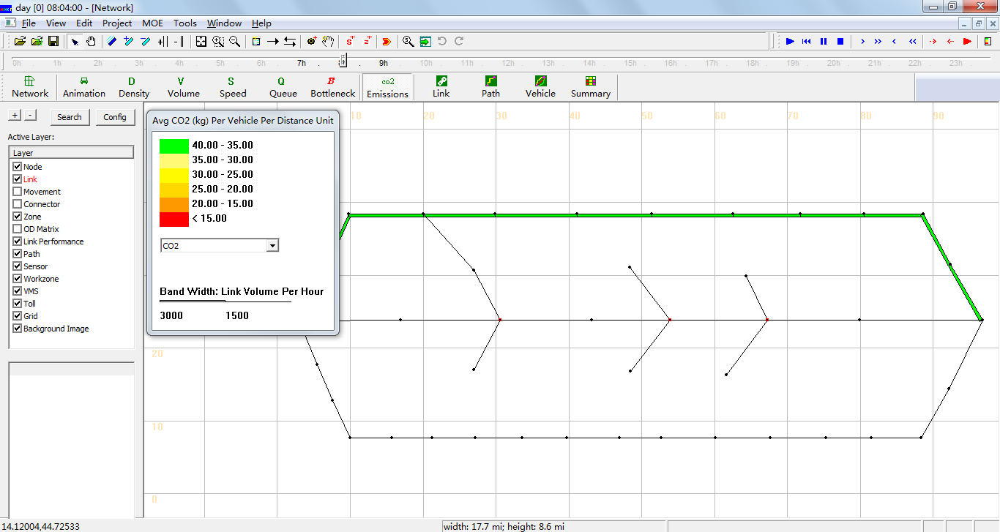 day [0] 08:04:00 - [Network]
File View Edit Project MOE Tools Window Help
0h 1h 2h 3h 4h 5h 6h 7h 9h 10h 11h 12h 13h 14h 15h 16h 17h 18h 19h 20h 21h 22h 23h
D V S Q B co2
Network Animation Density Volume Speed Queue Bottleneck Emissions Link Path Vehicle Summary
+ - Search Config
Active Layer:
Layer
Node
Link
Movement
Connector
Zone
OD Matrix
Link Performance
Path
Sensor
Workzone
VMS
Toll
Grid
Background Image
Avg CO2 (kg) Per Vehicle Per Distance Unit
40.00 - 35.00
35.00 - 30.00
30.00 - 25.00
25.00 - 20.00
20.00 - 15.00
< 15.00
CO2
Band Width: Link Volume Per Hour
3000 1500
10 20 30 40 50 60 70 80 90
20
10
0
14.12004,44.72533
width: 17.7 mi; height: 8.6 mi